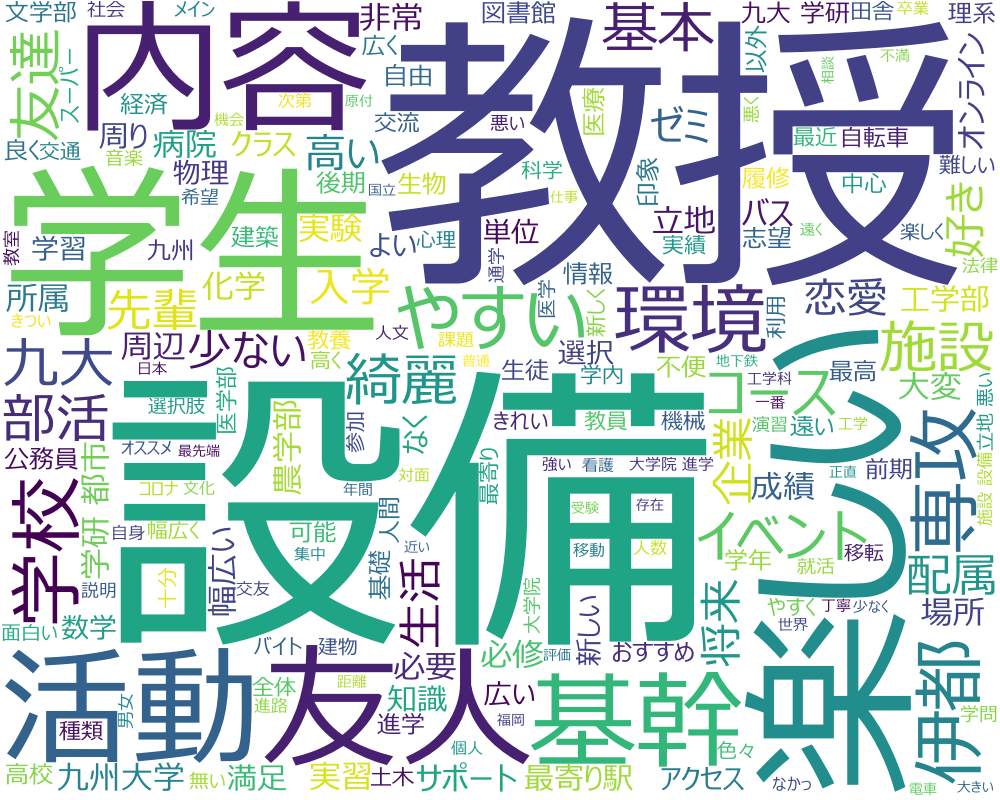 文学部
社会
メイン
内容
教授
非常
図書館
基本
九大
学研
田舎
卒業
理系
友達
スーパー
経済
広く
自由
次第
原付
以外
不満
相談
オンライン
周り
病院
クラス
交流
機会
悪い
医療
ゼミ
悪く
最近
自転車
難しい
良く
交通
音楽
物理
高い
後期
生物
科学
印象
履修
中心
希望
国立
仕事
学生
教室
学習
九州
建築
実験
よい
心理
単位
立地
バス
志望
遠く
楽しく
好き
実績
通学
所属
先輩
化学
入学
情報
医学
新しく
環境
利用
恋愛
工学部
法律
きつい
教養
人文
やすい
課題
九大
周辺
少ない
高く
選択
施設
日本
綺麗
普通
生徒
学内
不便
地下鉄
コース
最高
大変
工学科
一番
悪い
部活
選択肢
医学部
参加
なく
きれい
教員
機械
企業
演習
遠い
工学
専攻
立地
公務員
オススメ
最先端
農学部
設備
対面
最寄り
強い
看護
大学院
進学
成績
前期
正直
設備
施設
学校
学研
都市
コロナ
文化
年間
受験
存在
イベント
自身
幅広く
可能
人間
集中
近い
移動
人数
学年
就活
移転
配属
説明
十分
幅広い
交友
基礎
生活
大学院
将来
やすく
丁寧
少なく
場所
面白い
数学
バイト
建物
必要
必修
評価
新しい
おすすめ
世界
楽しい
伊都
活動
種類
男女
全体
進路
距離
友人
知識
進学
広い
福岡
基幹
色々
学問
高校
九州大学
無い
満足
実習
土木
個人
サポート
最寄り駅
アクセス
なかっ
電車
大きい